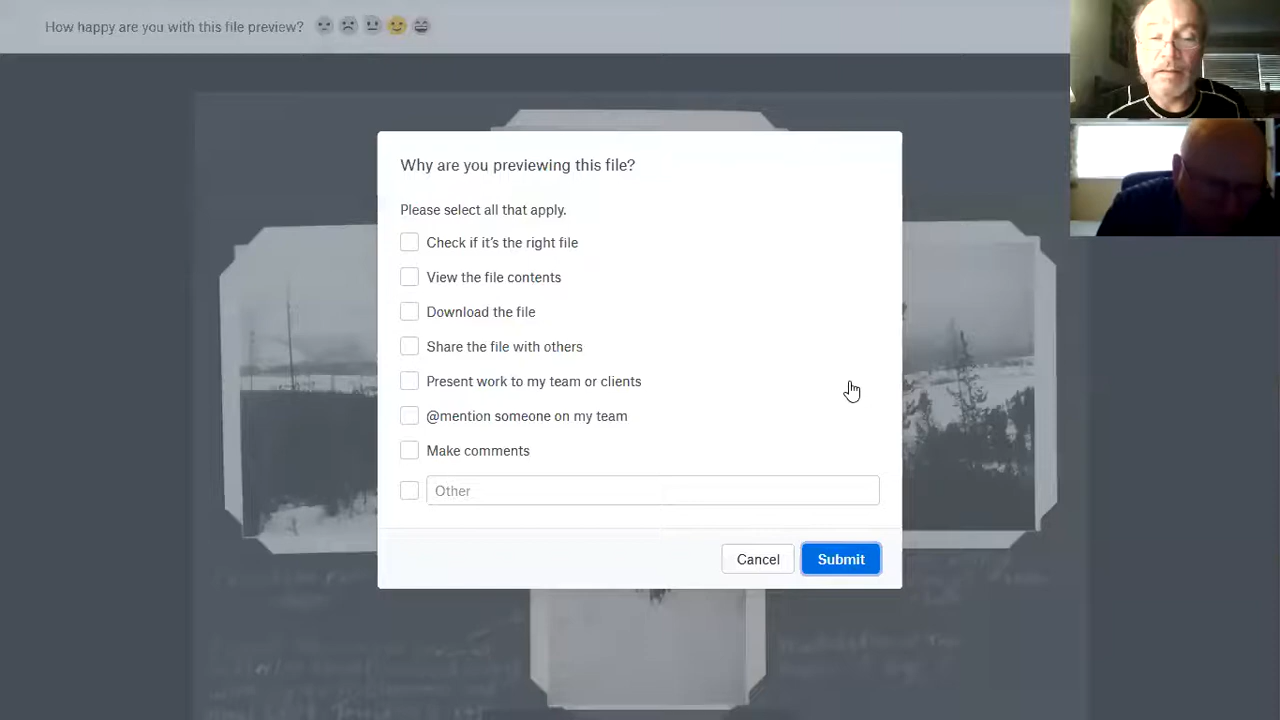 How happy are you with this file preview?
Why are you previewing this file?
Please select all that apply.
Check if it's the right file
View the file contents
Download the file
Share the file with others
Present work to my team or clients
@mention someone on my team
Make comments
Other
Cancel
Submit